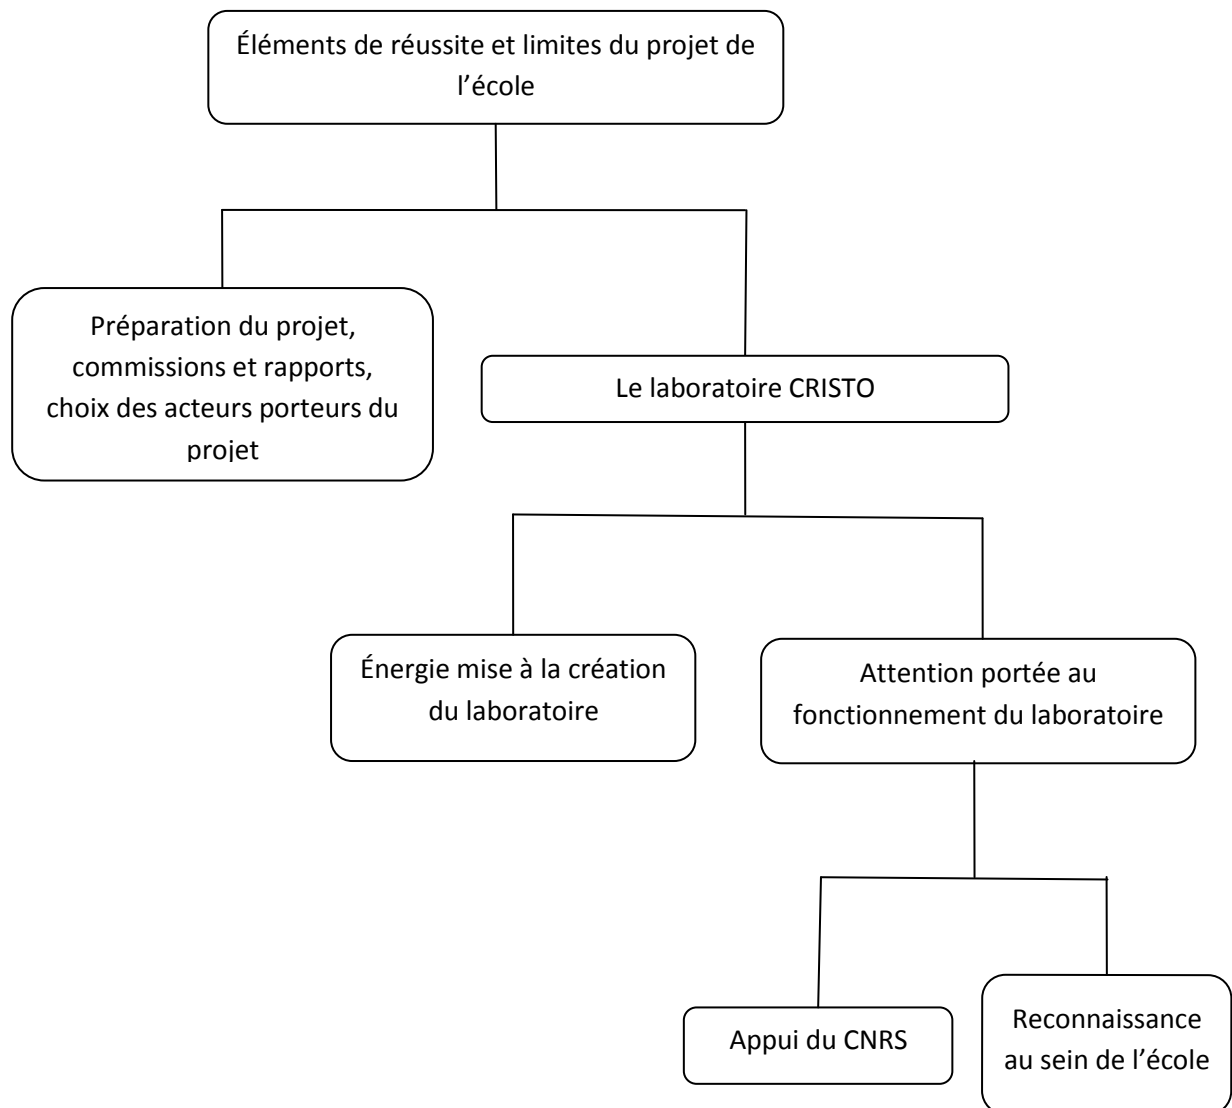 Éléments de réussite et limites du projet de
l’école
Préparation du projet,
commissions et rapports,
choix des acteurs porteurs du
projet
Le laboratoire CRISTO
Énergie mise à la création
du laboratoire
Attention portée au
fonctionnement du laboratoire
Appui du CNRS
Reconnaissance
au sein de l’école